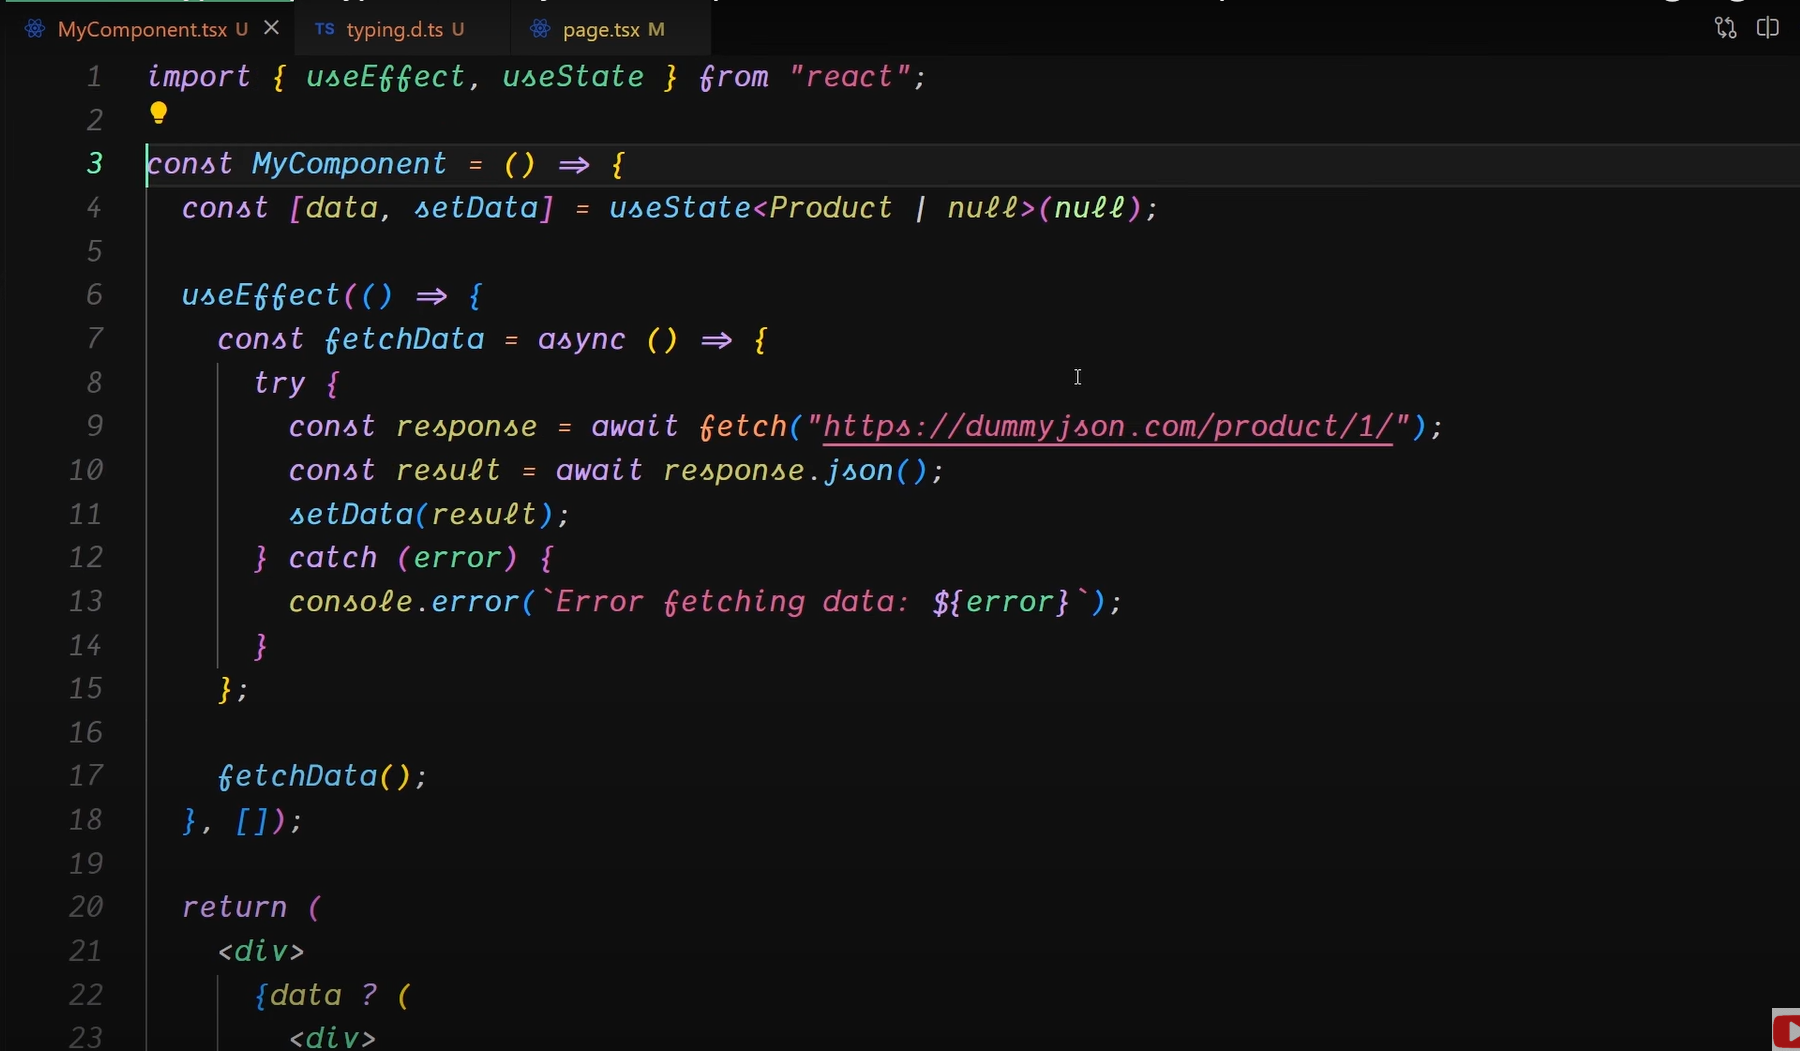 MyComponent.tsx U
typing.d.ts U
page.tsx M
1 import { useEffect, useState } from "react";
2
3 const MyComponent = () => {
4 const [data, setData] = useState<Product | null>(null);
5
6 useEffect(() => {
7 const fetchData = async () => {
8 try {
9 const response = await fetch("https://dummyjson.com/product/1/");
10 const result = await response.json();
11 setData(result);
12 } catch (error) {
13 console.error(`Error fetching data: ${error}`);
14 }
15 };
16
17 fetchData();
18 }, []);
19
20 return (
21 <div>
22 {data ? (
23 <div>